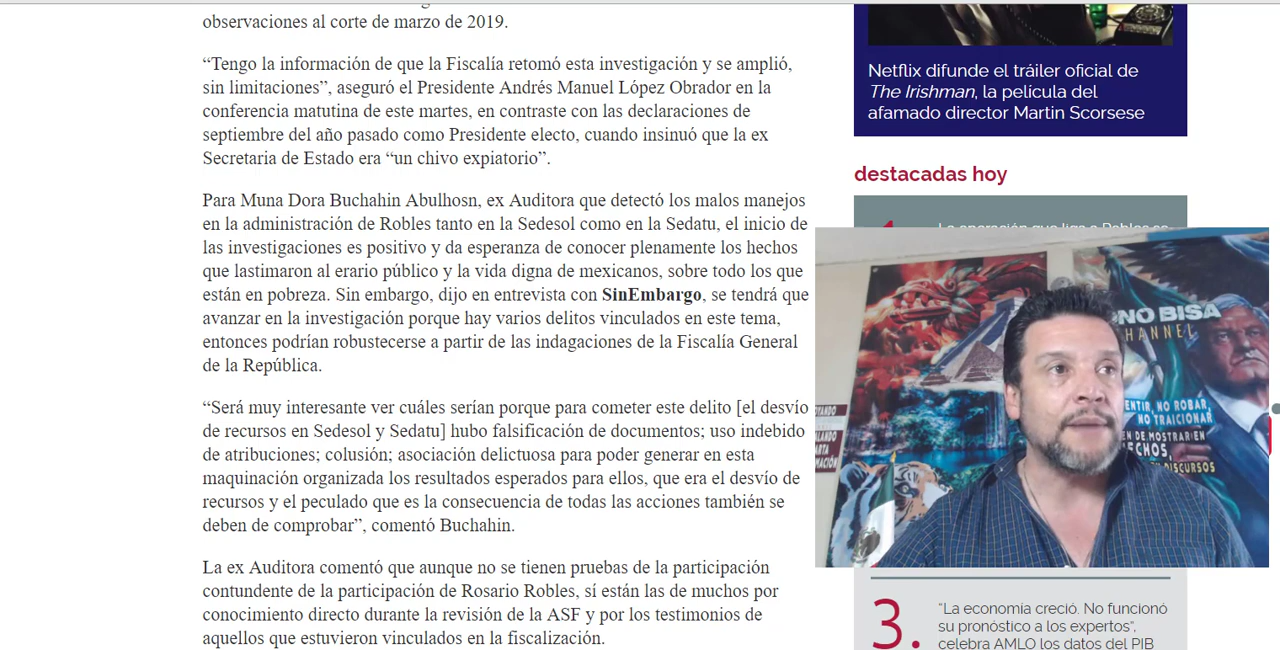 observaciones al corte de marzo de 2019.
“Tengo la información de que la Fiscalía retomó esta investigación y se amplió,
sin limitaciones”, aseguró el Presidente Andrés Manuel López Obrador en la
conferencia matutina de este martes, en contraste con las declaraciones de
septiembre del año pasado como Presidente electo, cuando insinuó que la ex
Secretaria de Estado era “un chivo expiatorio”.
Para Muna Dora Buchahin Abulhosn, ex Auditora que detectó los malos manejos
en la administración de Robles tanto en la Sedesol como en la Sedatu, el inicio de
las investigaciones es positivo y da esperanza de conocer plenamente los hechos
que lastimaron al erario público y la vida digna de mexicanos, sobre todo los que
están en pobreza. Sin embargo, dijo en entrevista con SinEmbargo, se tendrá que
avanzar en la investigación porque hay varios delitos vinculados en este tema,
entonces podrían robustecerse a partir de las indagaciones de la Fiscalía General
de la República.
“Será muy interesante ver cuáles serían porque para cometer este delito [el desvío
de recursos en Sedesol y Sedatu] hubo falsificación de documentos; uso indebido
de atribuciones; colusión; asociación delictuosa para poder generar en esta
maquinación organizada los resultados esperados para ellos, que era el desvío de
recursos y el peculado que es la consecuencia de todas las acciones también se
deben de comprobar”, comentó Buchahin.
La ex Auditora comentó que aunque no se tienen pruebas de la participación
contundente de la participación de Rosario Robles, sí están las de muchos por
conocimiento directo durante la revisión de la ASF y por los testimonios de
aquellos que estuvieron vinculados en la fiscalización.
Netflix difunde el tráiler oficial de
The Irishman, la película del
afamado director Martin Scorsese
destacadas hoy
NO BISA
HANNEL
ENTIR, NO ROBAR,
NO TRAICIONAR
EN DE MOSTRAR EN
ECHOS,
DISCURSOS
3.
“La economía creció. No funcionó
su pronóstico a los expertos”,
celebra AMLO los datos del PIB